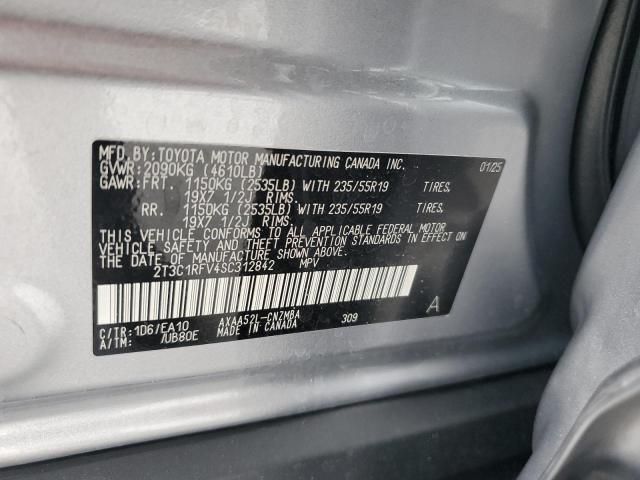 MFD.BY: TOYOTA MOTOR MANUFACTURING CANADA INC. 01/25
GVWR: 2090KG (4610LB)
GAWR: FRT. 1150KG (2535LB) WITH 235/55R19 TIRES,
19X7 1/2J RIMS.
RR. 1150KG (2535LB) WITH 235/55R19 TIRES,
19X7 1/2J RIMS.
THIS VEHICLE CONFORMS TO ALL APPLICABLE FEDERAL MOTOR
VEHICLE SAFETY AND THEFT PREVENTION STANDARDS IN EFFECT ON
THE DATE OF MANUFACTURE SHOWN ABOVE.
2T3C1RFV4SC312842 MPV
A
C/TR: 1D6/EA10 AXAA52L-CNZMBA 309
A/TM: /UB80E MADE IN CANADA